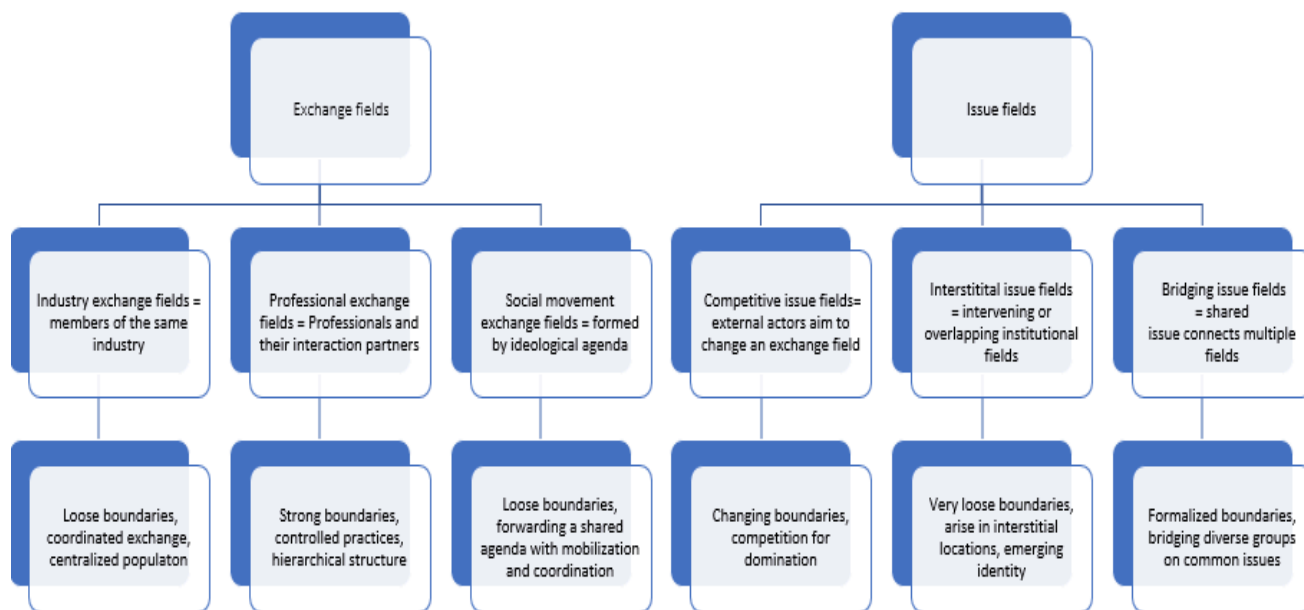 Exchange fields
Issue fields
Industry exchange fields =
members of the same
industry
Professional exchange
fields = Professionals and
their interaction partners
Social movement
exchange fields = formed
by ideological agenda
Competitive issue fields=
external actors aim to
change an exchange field
Interstitital issue fields
= intervening or
overlapping institutional
fields
Bridging issue fields
= shared
issue connects multiple
fields
Loose boundaries,
coordinated exchange,
centralized populaton
Strong boundaries,
controlled practices,
hierarchical structure
Loose boundaries,
forwarding a shared
agenda with mobilization
and coordination
Changing boundaries,
competition for
domination
Very loose boundaries,
arise in interstitial
locations, emerging
identity
Formalized boundaries,
bridging diverse groups
on common issues